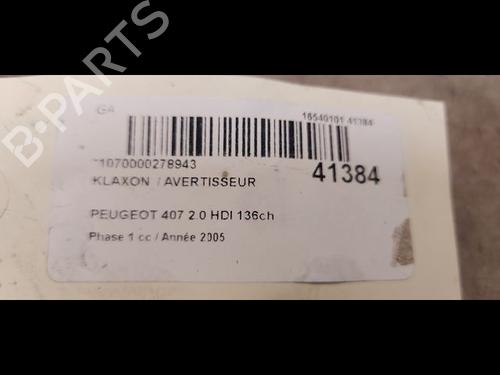 GA
16540101 41384
*1070000278943
41384
KLAXON / AVERTISSEUR
PEUGEOT 407 2.0 HDI 136ch
Phase 1 cc / Année 2005
B-PARTS